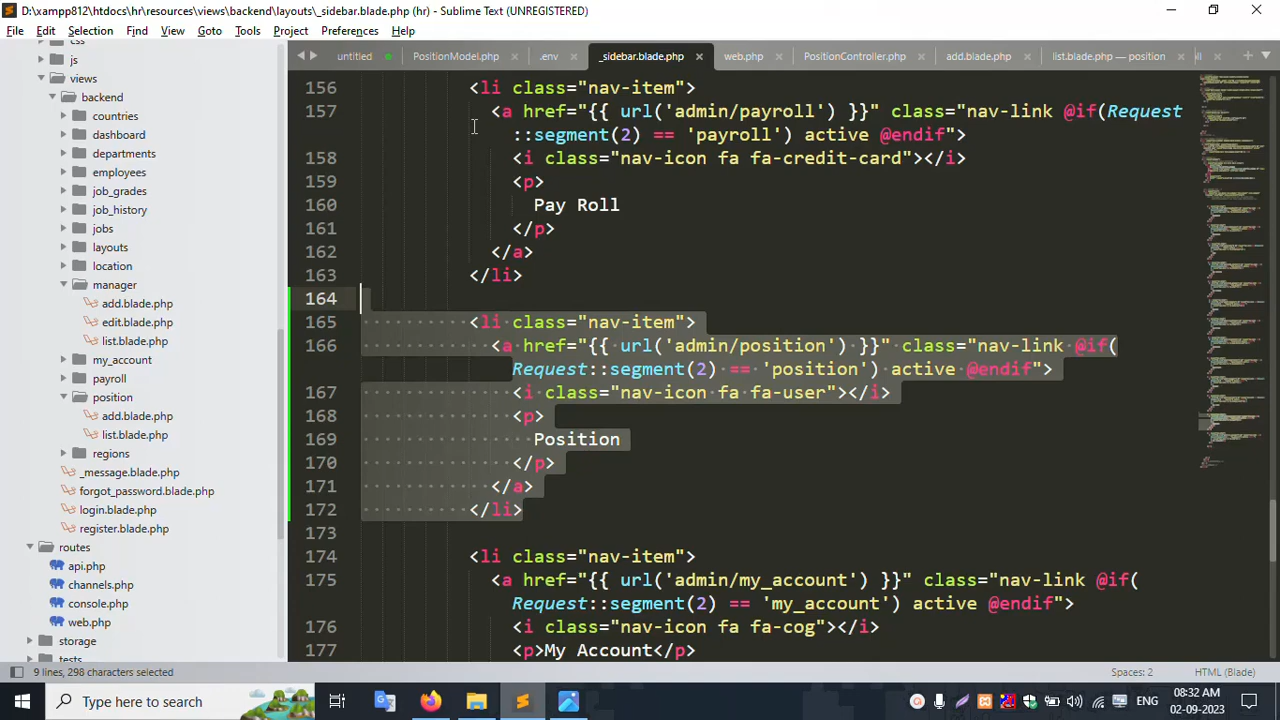 D:\xampp812\htdocs\hr\resources\views\backend\layouts\_sidebar.blade.php (hr) - Sublime Text (UNREGISTERED)
File Edit Selection Find View Goto Tools Project Preferences Help
untitled PositionModel.php .env _sidebar.blade.php web.php PositionController.php add.blade.php list.blade.php — position
css
js
views
backend
countries
dashboard
departments
employees
job_grades
job_history
jobs
layouts
location
manager
add.blade.php
edit.blade.php
list.blade.php
my_account
payroll
position
add.blade.php
list.blade.php
regions
_message.blade.php
forgot_password.blade.php
login.blade.php
register.blade.php
routes
api.php
channels.php
console.php
web.php
storage
tests
156 <li class="nav-item">
157 <a href="{{ url('admin/payroll') }}" class="nav-link @if(Request
::segment(2) == 'payroll') active @endif">
158 <i class="nav-icon fa fa-credit-card"></i>
159 <p>
160 Pay Roll
161 </p>
162 </a>
163 </li>
164
165 <li class="nav-item">
166 <a href="{{ url('admin/position') }}" class="nav-link @if(
Request::segment(2) == 'position') active @endif">
167 <i class="nav-icon fa fa-user"></i>
168 <p>
169 Position
170 </p>
171 </a>
172 </li>
173
174 <li class="nav-item">
175 <a href="{{ url('admin/my_account') }}" class="nav-link @if(
Request::segment(2) == 'my_account') active @endif">
176 <i class="nav-icon fa fa-cog"></i>
177 <p>My Account</p>
9 lines, 298 characters selected Spaces: 2 HTML (Blade)
Type here to search
08:32 AM
02-09-2023